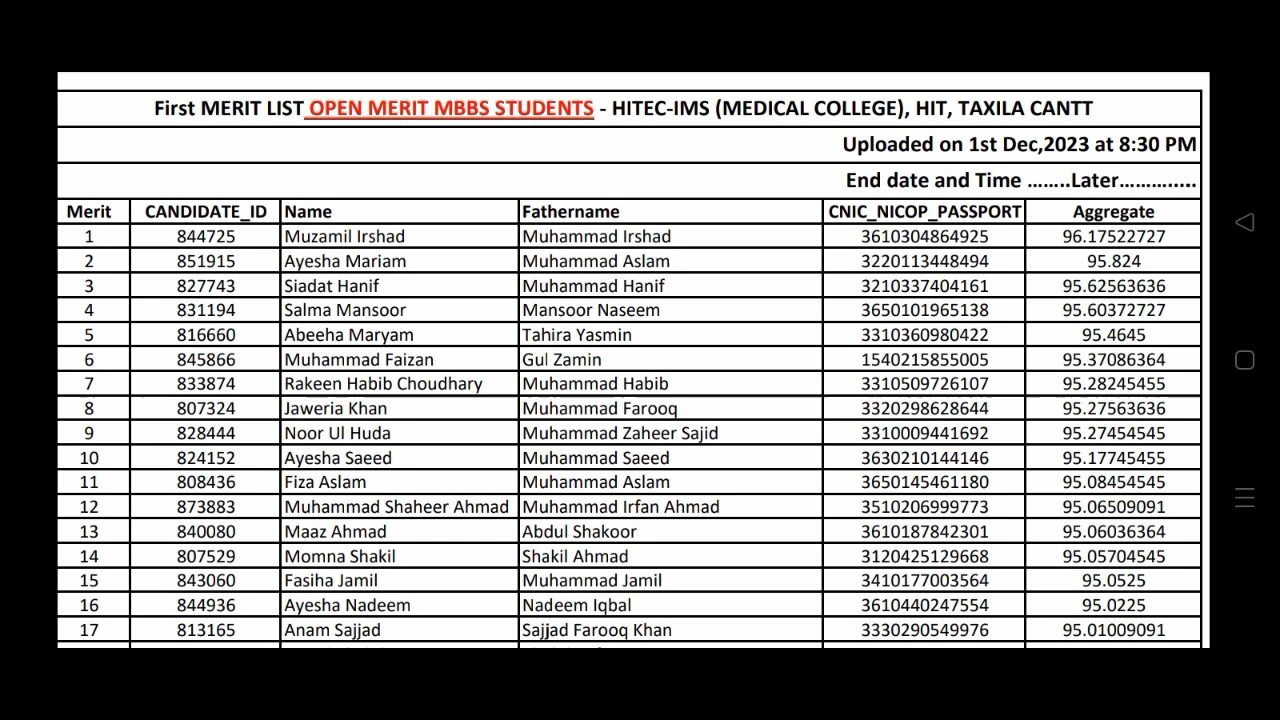 First MERIT LIST OPEN MERIT MBBS STUDENTS - HITEC-IMS (MEDICAL COLLEGE), HIT, TAXILA CANTT
Uploaded on 1st Dec,2023 at 8:30 PM
End date and Time ........Later..............
Merit CANDIDATE_ID Name Fathername CNIC_NICOP_PASSPORT Aggregate
1 844725 Muzamil Irshad Muhammad Irshad 3610304864925 96.17522727
2 851915 Ayesha Mariam Muhammad Aslam 3220113448494 95.824
3 827743 Siadat Hanif Muhammad Hanif 3210337404161 95.62563636
4 831194 Salma Mansoor Mansoor Naseem 3650101965138 95.60372727
5 816660 Abeeha Maryam Tahira Yasmin 3310360980422 95.4645
6 845866 Muhammad Faizan Gul Zamin 1540215855005 95.37086364
7 833874 Rakeen Habib Choudhary Muhammad Habib 3310509726107 95.28245455
8 807324 Jaweria Khan Muhammad Farooq 3320298628644 95.27563636
9 828444 Noor Ul Huda Muhammad Zaheer Sajid 3310009441692 95.27454545
10 824152 Ayesha Saeed Muhammad Saeed 3630210144146 95.17745455
11 808436 Fiza Aslam Muhammad Aslam 3650145461180 95.08454545
12 873883 Muhammad Shaheer Ahmad Muhammad Irfan Ahmad 3510206999773 95.06509091
13 840080 Maaz Ahmad Abdul Shakoor 3610187842301 95.06036364
14 807529 Momna Shakil Shakil Ahmad 3120425129668 95.05704545
15 843060 Fasiha Jamil Muhammad Jamil 3410177003564 95.0525
16 844936 Ayesha Nadeem Nadeem Iqbal 3610440247554 95.0225
17 813165 Anam Sajjad Sajjad Farooq Khan 3330290549976 95.01009091